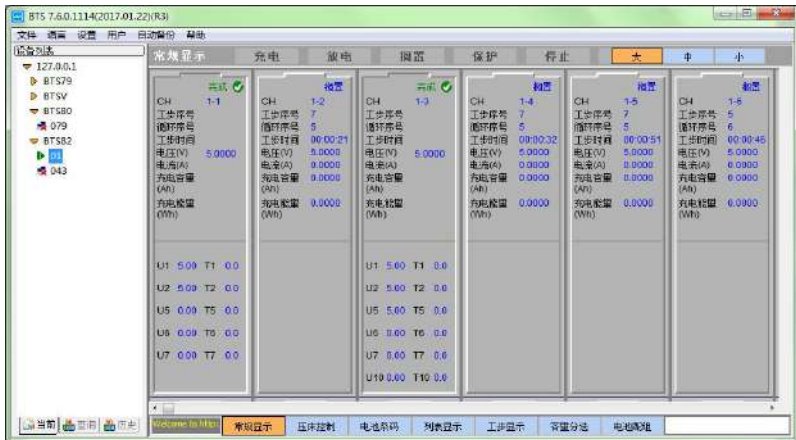 BTS 7.6.0.1114(2017.01.22)(R3)
文件 语言 设置 用户 自动备份 帮助
设备列表
127.0.0.1
BTS79
BTSV
BTS80
079
BTS82
01
043
常规显示 充电 放电 搁置 保护 停止 大 中 小
完成
CH 1-1
工步序号
循环序号
工步时间
电压(V) 5.0000
电流(A)
充电容量
(Ah)
充电能量
(Wh)
U1 5.00 T1 0.0
U2 5.00 T2 0.0
U5 0.00 T5 0.0
U6 0.00 T6 0.0
U7 0.00 T7 0.0
搁置
CH 1-2
工步序号 7
循环序号 5
工步时间 00:00:21
电压(V) 5.0000
电流(A) 0.0000
充电容量 0.0000
(Ah)
充电能量 0.0000
(Wh)
完成
CH 1-3
工步序号
循环序号
工步时间
电压(V) 5.0000
电流(A)
充电容量
(Ah)
充电能量
(Wh)
U1 5.00 T1 0.0
U2 5.00 T2 0.0
U5 5.00 T5 0.0
U6 0.00 T6 0.0
U7 0.00 T7 0.0
U10 0.00 T10 0.0
搁置
CH 1-4
工步序号 7
循环序号 5
工步时间 00:00:32
电压(V) 5.0000
电流(A) 0.0000
充电容量 0.0000
(Ah)
充电能量 0.0000
(Wh)
搁置
CH 1-5
工步序号 7
循环序号 5
工步时间 00:00:51
电压(V) 5.0000
电流(A) 0.0000
充电容量 0.0000
(Ah)
充电能量 0.0000
(Wh)
搁置
CH 1-6
工步序号 5
循环序号 6
工步时间 00:00:46
电压(V) 5.0000
电流(A) 0.0000
充电容量 0.0000
(Ah)
充电能量 0.0000
(Wh)
当前 查询 历史
Welcome to https 常规显示 压床控制 电池条码 列表显示 工步显示 容量分选 电池配组